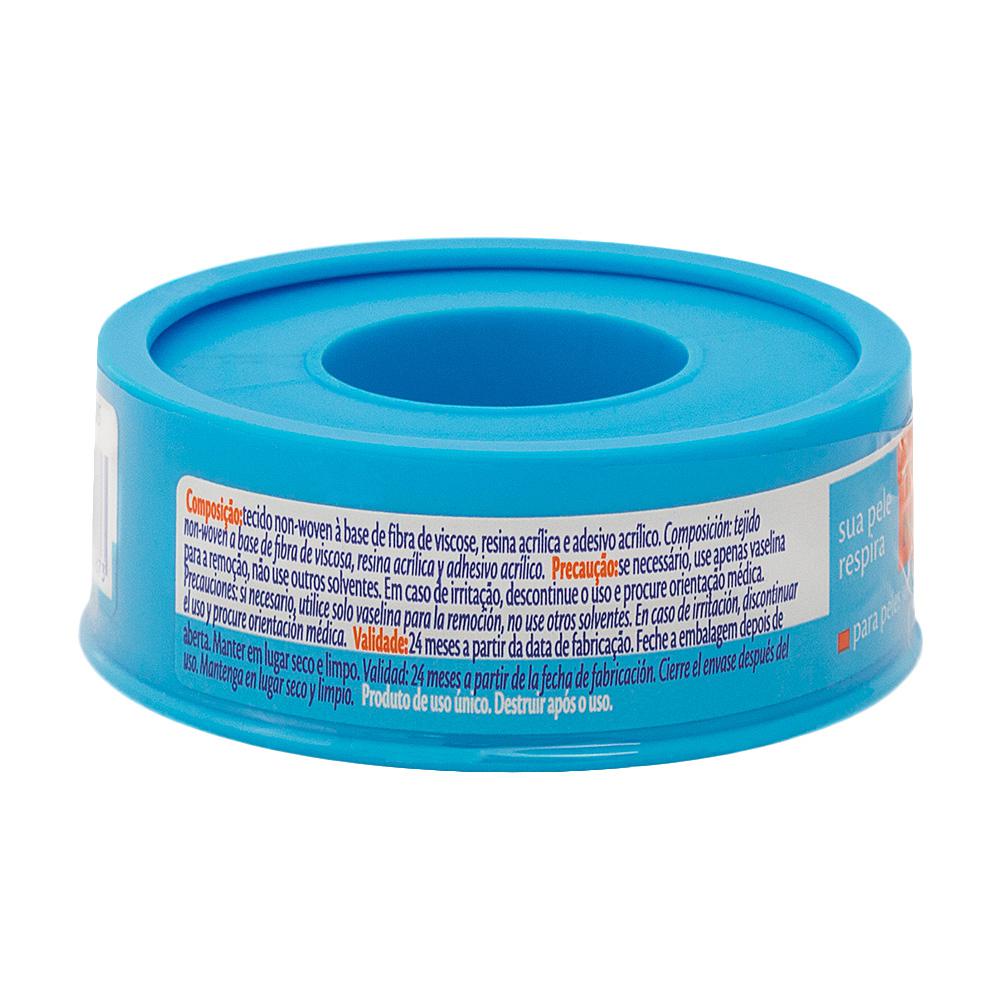 Composição: tecido non-woven à base de fibra de viscose, resina acrílica e adesivo acrílico. Composición: tejido
non-woven a base de fibra de viscosa, resina acrílica y adhesivo acrílico. Precaução: se necessário, use apenas vaselina
para a remoção, não use outros solventes. Em caso de irritação, descontinue o uso e procure orientação médica.
Precauciones: si necesario, utilice solo vaselina para la remoción, no use otros solventes. En caso de irritación, discontinuar
el uso y procure orientación médica. Validade: 24 meses a partir da data de fabricação. Feche a embalagem depois de
aberta. Manter em lugar seco e limpo. Validad: 24 meses a partir de la fecha de fabricación. Cierre el envase después del
uso. Mantenga en lugar seco y limpio. Produto de uso único. Destruir após o uso.
sua pele
respira
para peles